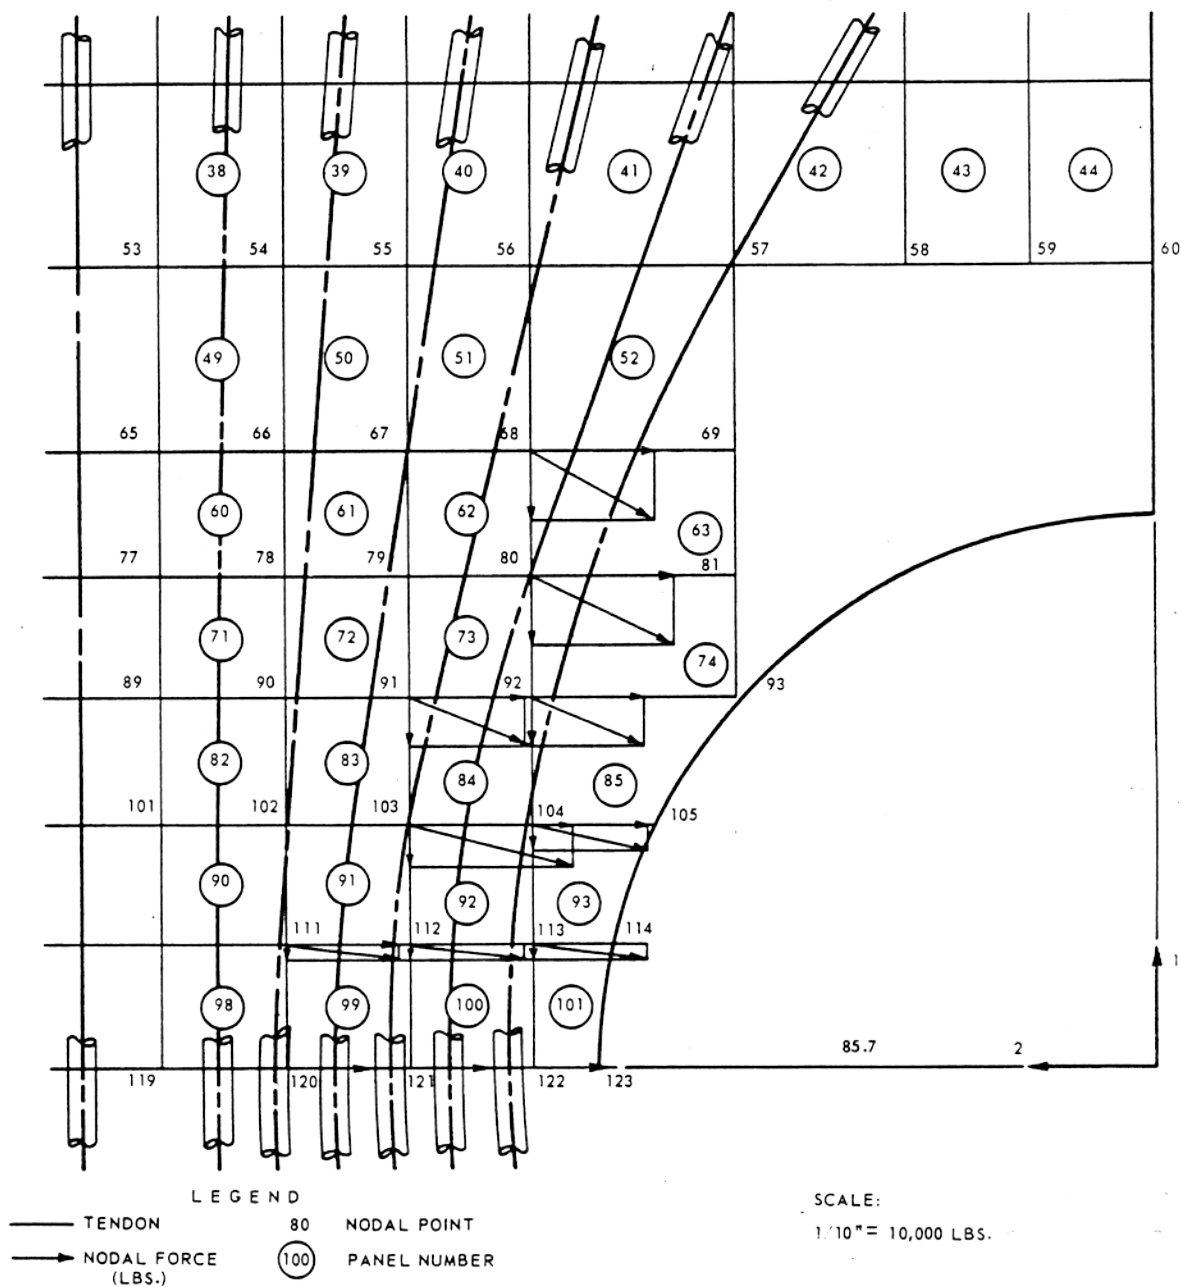 38 39 40 41 42 43 44
53 54 55 56 57 58 59 60
49 50 51 52
65 66 67 68 69
60 61 62 63
77 78 79 80 81
71 72 73 74
89 90 91 92 93
82 83 84 85
101 102 103 104 105
90 91 92 93
111 112 113 114
1
98 99 100 101
85.7 2
119 120 121 122 123
LEGEND
TENDON 80 NODAL POINT
NODAL FORCE 100 PANEL NUMBER
(LBS.)
SCALE:
1/10" = 10,000 LBS.